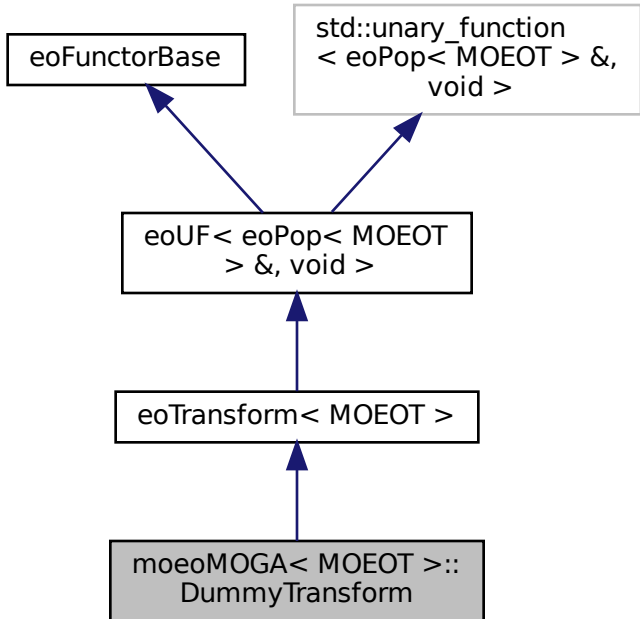 eoFunctorBase
std::unary_function
< eoPop< MOEOT > &,
void >
eoUF< eoPop< MOEOT
> &, void >
eoTransform< MOEOT >
moeoMOGA< MOEOT >::
DummyTransform